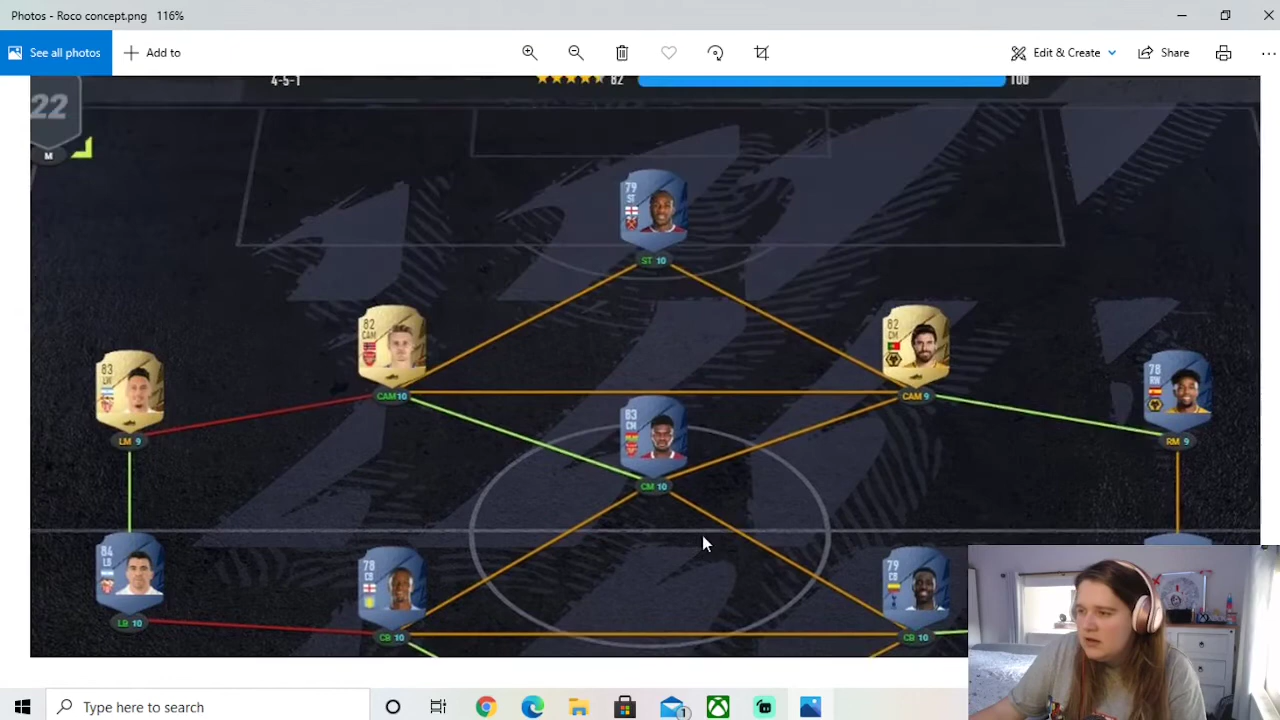 Photos - Roco concept.png 116%
See all photos
Add to
Edit & Create
Share
4-5-1
82
100
22
M
79
ST
ST 10
82
CAM
CAM 10
82
CM
CAM 9
83
LM
LM 9
83
CM
CM 10
78
RW
RM 9
84
LB
LB 10
78
CB
CB 10
79
CB
CB 10
Type here to search
1